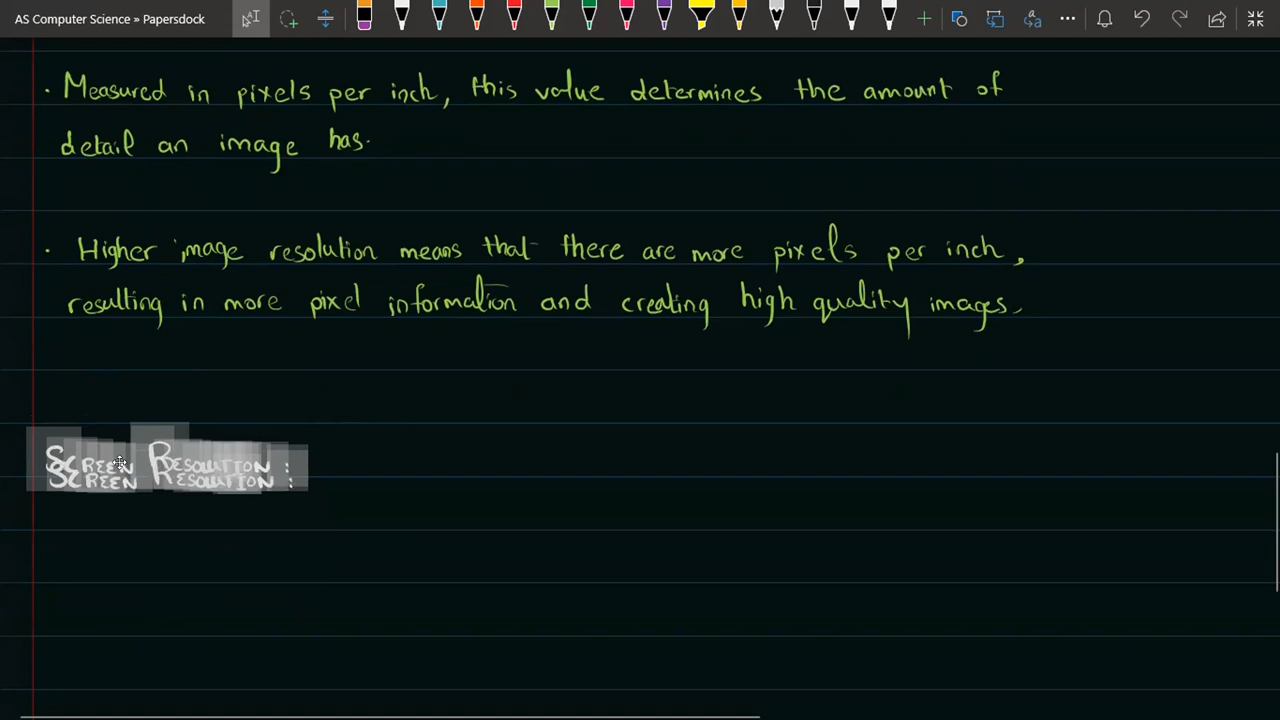 AS Computer Science » Papersdock
· Measured in pixels per inch, this value determines the amount of
detail an image has.
· Higher image resolution means that there are more pixels per inch,
resulting in more pixel information and creating high quality images.
SCREEN RESOLUTION :